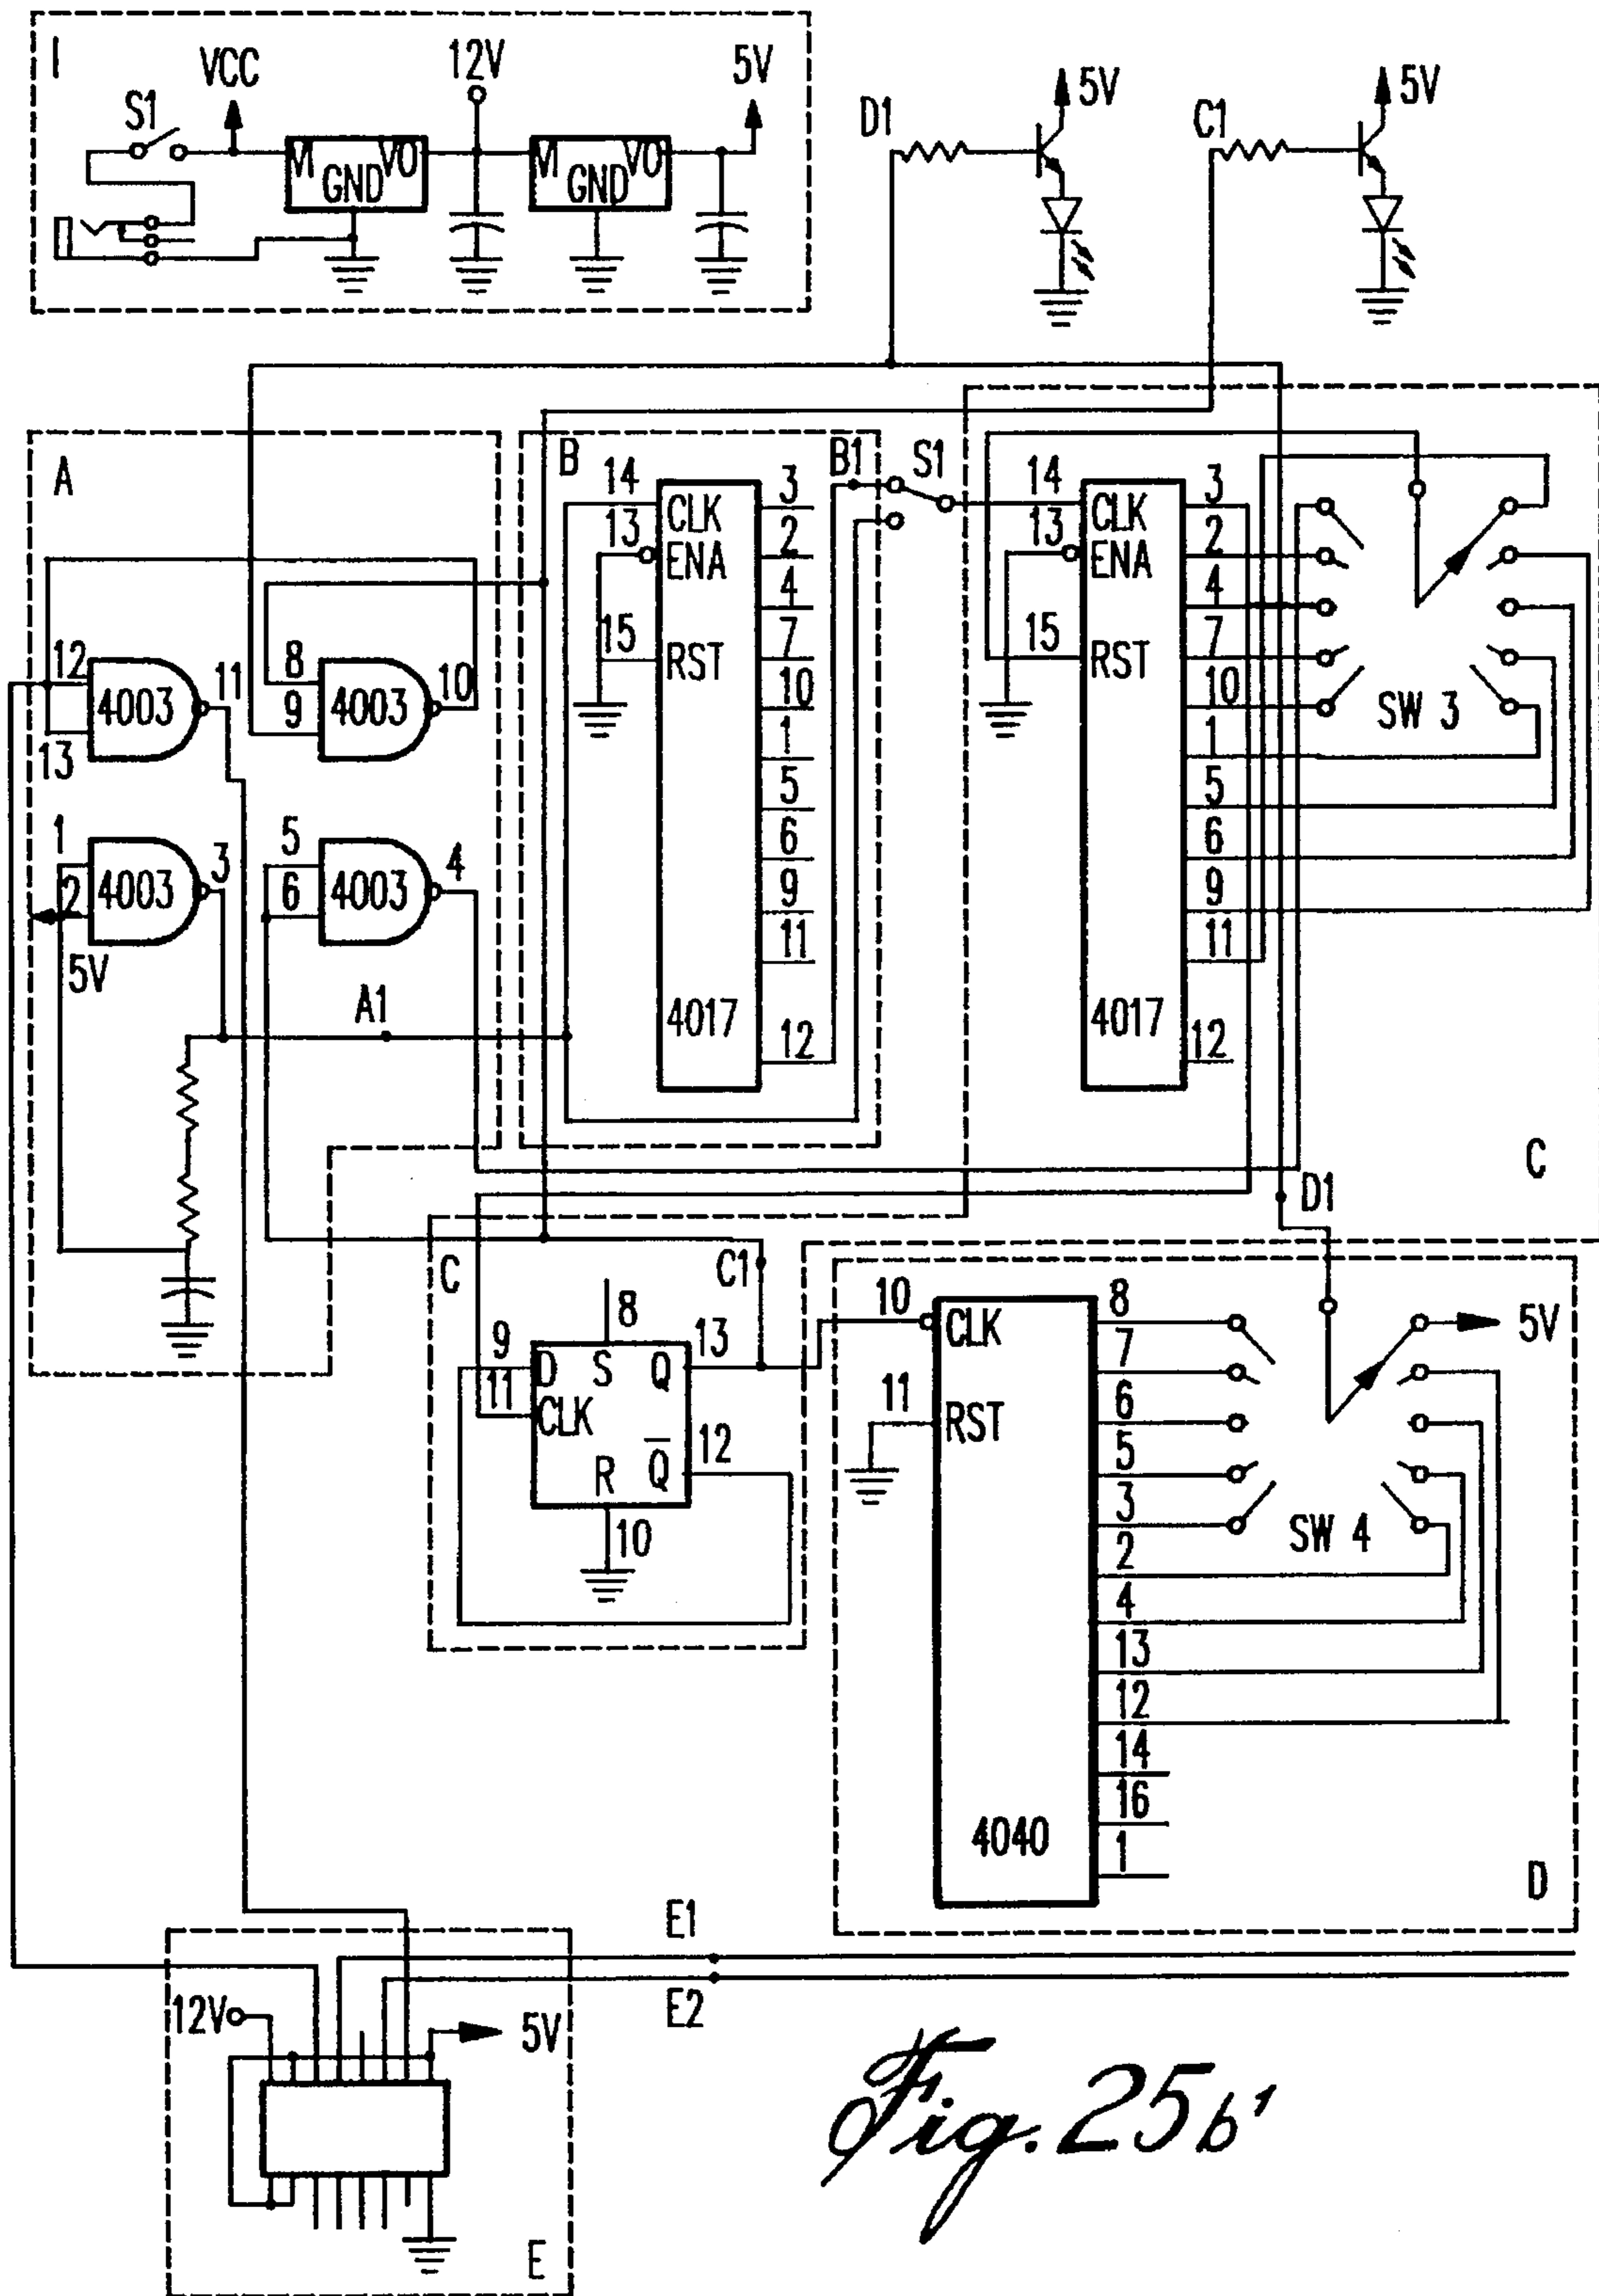 I
VCC
12V
5V
S1
VI
VO
GND
VI
VO
GND
D1
5V
C1
5V
A
12
13
4003
11
8
9
4003
10
1
2
4003
3
5V
5
6
4003
4
A1
B
B1
S1
14
CLK
13
ENA
15
RST
4017
3
2
4
7
10
1
5
6
9
11
12
14
CLK
13
ENA
15
RST
4017
3
2
4
7
10
1
5
6
9
11
12
SW 3
C
D1
C
C1
8
9
D
S
Q
13
11
CLK
R
Q̅
12
10
10
CLK
11
RST
4040
8
7
6
5
3
2
4
13
12
14
16
1
5V
SW 4
D
E1
E2
12V
5V
E
Fig. 25b'